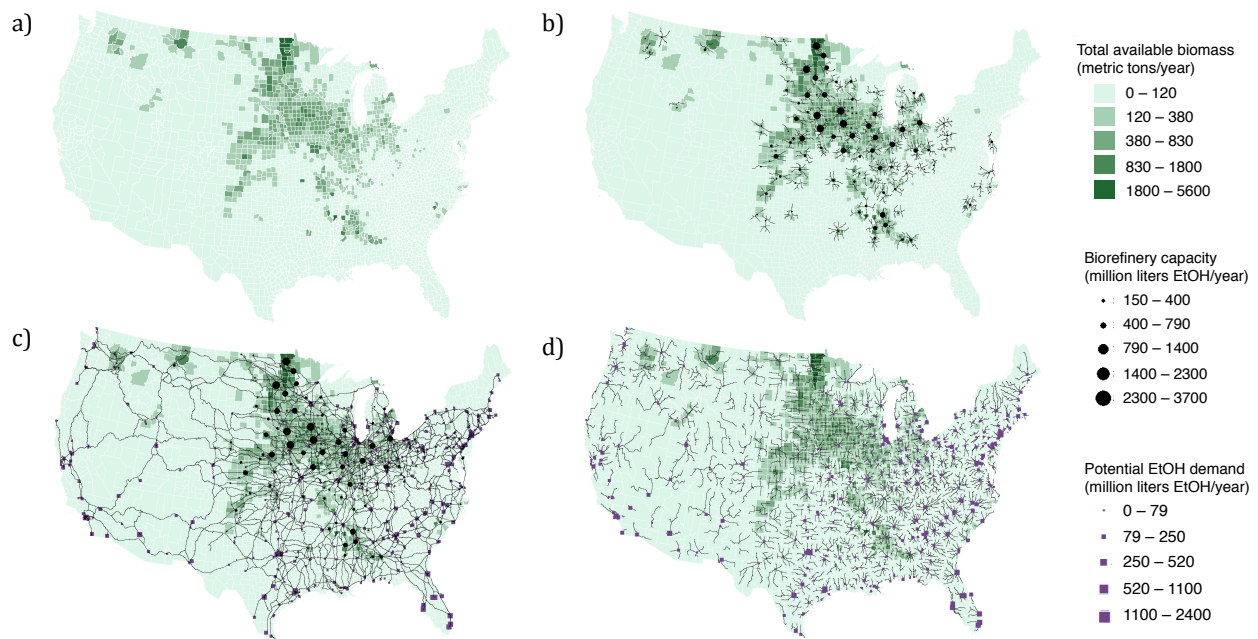 a)
b)
Total available biomass
(metric tons/year)
0 – 120
120 – 380
380 – 830
830 – 1800
1800 – 5600
Biorefinery capacity
(million liters EtOH/year)
150 – 400
400 – 790
790 – 1400
1400 – 2300
2300 – 3700
c)
d)
Potential EtOH demand
(million liters EtOH/year)
0 – 79
79 – 250
250 – 520
520 – 1100
1100 – 2400